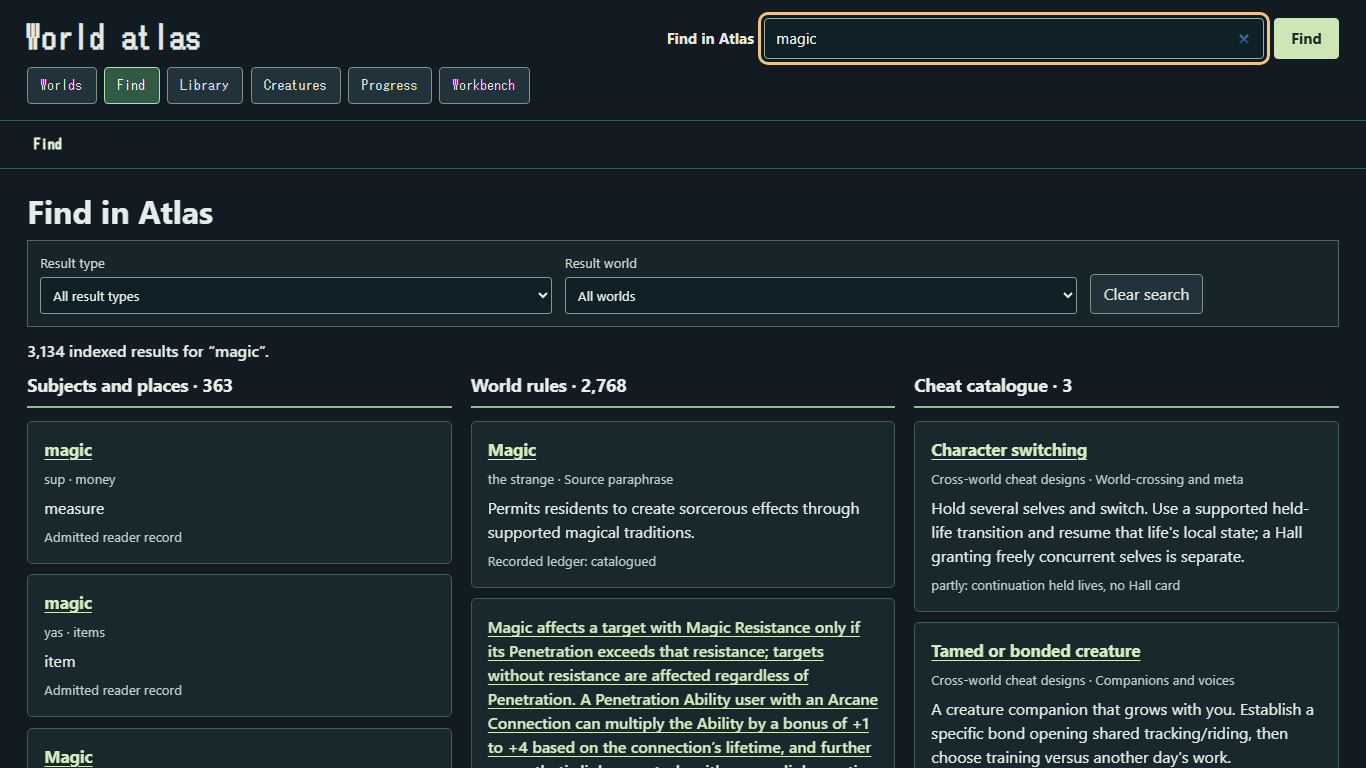 World atlas
Find in Atlas
magic
×
Find
Worlds
Find
Library
Creatures
Progress
Workbench
Find
Find in Atlas
Result type
All result types
Result world
All worlds
Clear search
3,134 indexed results for “magic”.
Subjects and places · 363
magic
sup · money
measure
Admitted reader record
magic
yas · items
item
Admitted reader record
Magic
World rules · 2,768
Magic
the strange · Source paraphrase
Permits residents to create sorcerous effects through
supported magical traditions.
Recorded ledger: catalogued
Magic affects a target with Magic Resistance only if
its Penetration exceeds that resistance; targets
without resistance are affected regardless of
Penetration. A Penetration Ability user with an Arcane
Connection can multiply the Ability by a bonus of +1
to +4 based on the connection’s lifetime, and further
Cheat catalogue · 3
Character switching
Cross-world cheat designs · World-crossing and meta
Hold several selves and switch. Use a supported held-
life transition and resume that life's local state; a Hall
granting freely concurrent selves is separate.
partly: continuation held lives, no Hall card
Tamed or bonded creature
Cross-world cheat designs · Companions and voices
A creature companion that grows with you. Establish a
specific bond opening shared tracking/riding, then
choose training versus another day's work.